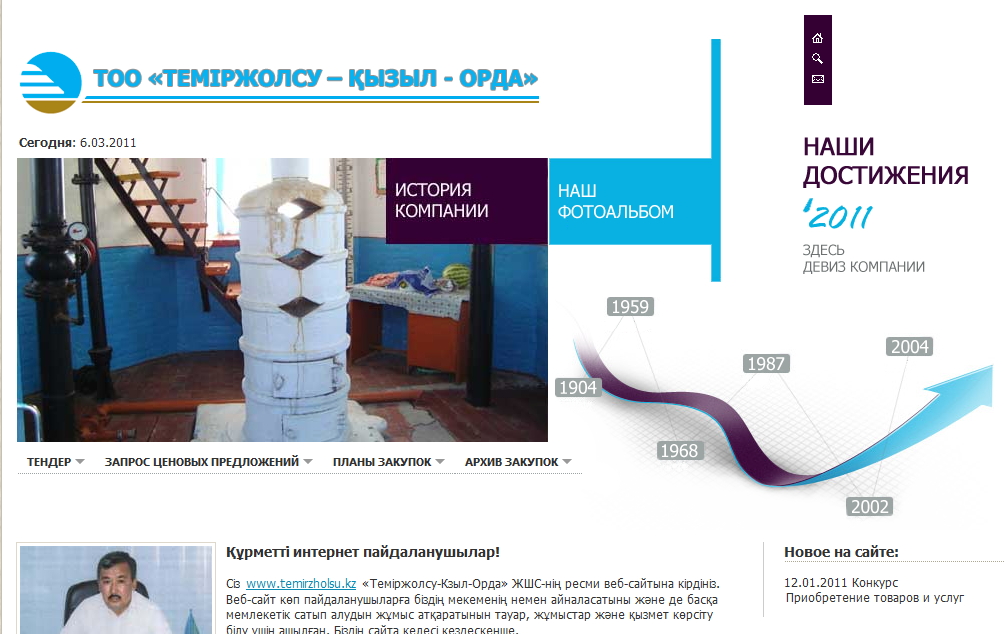 ТОО «ТЕМІРЖОЛСУ – ҚЫЗЫЛ - ОРДА»
Сегодня: 6.03.2011
ИСТОРИЯ
КОМПАНИИ
НАШ
ФОТОАЛЬБОМ
НАШИ
ДОСТИЖЕНИЯ
'2011
ЗДЕСЬ
ДЕВИЗ КОМПАНИИ
1959
1904
1987
2004
1968
2002
ТЕНДЕР
ЗАПРОС ЦЕНОВЫХ ПРЕДЛОЖЕНИЙ
ПЛАНЫ ЗАКУПОК
АРХИВ ЗАКУПОК
Құрметті интернет пайдаланушылар!
Сіз www.temirzholsu.kz «Теміржолсу-Кзыл-Орда» ЖШС-нің ресми веб-сайтына кірдініз.
Веб-сайт көп пайдаланушыларға біздің мекеменің немен айналасатыны және де басқа
мемлекетік сатып алудын жұмыс атқаратынын тауар, жұмыстар және қызмет көрсіту
білу үшін ашылған. Біздің сайта келесі кездескенше.
Новое на сайте:
12.01.2011 Конкурс
Приобретение товаров и услуг